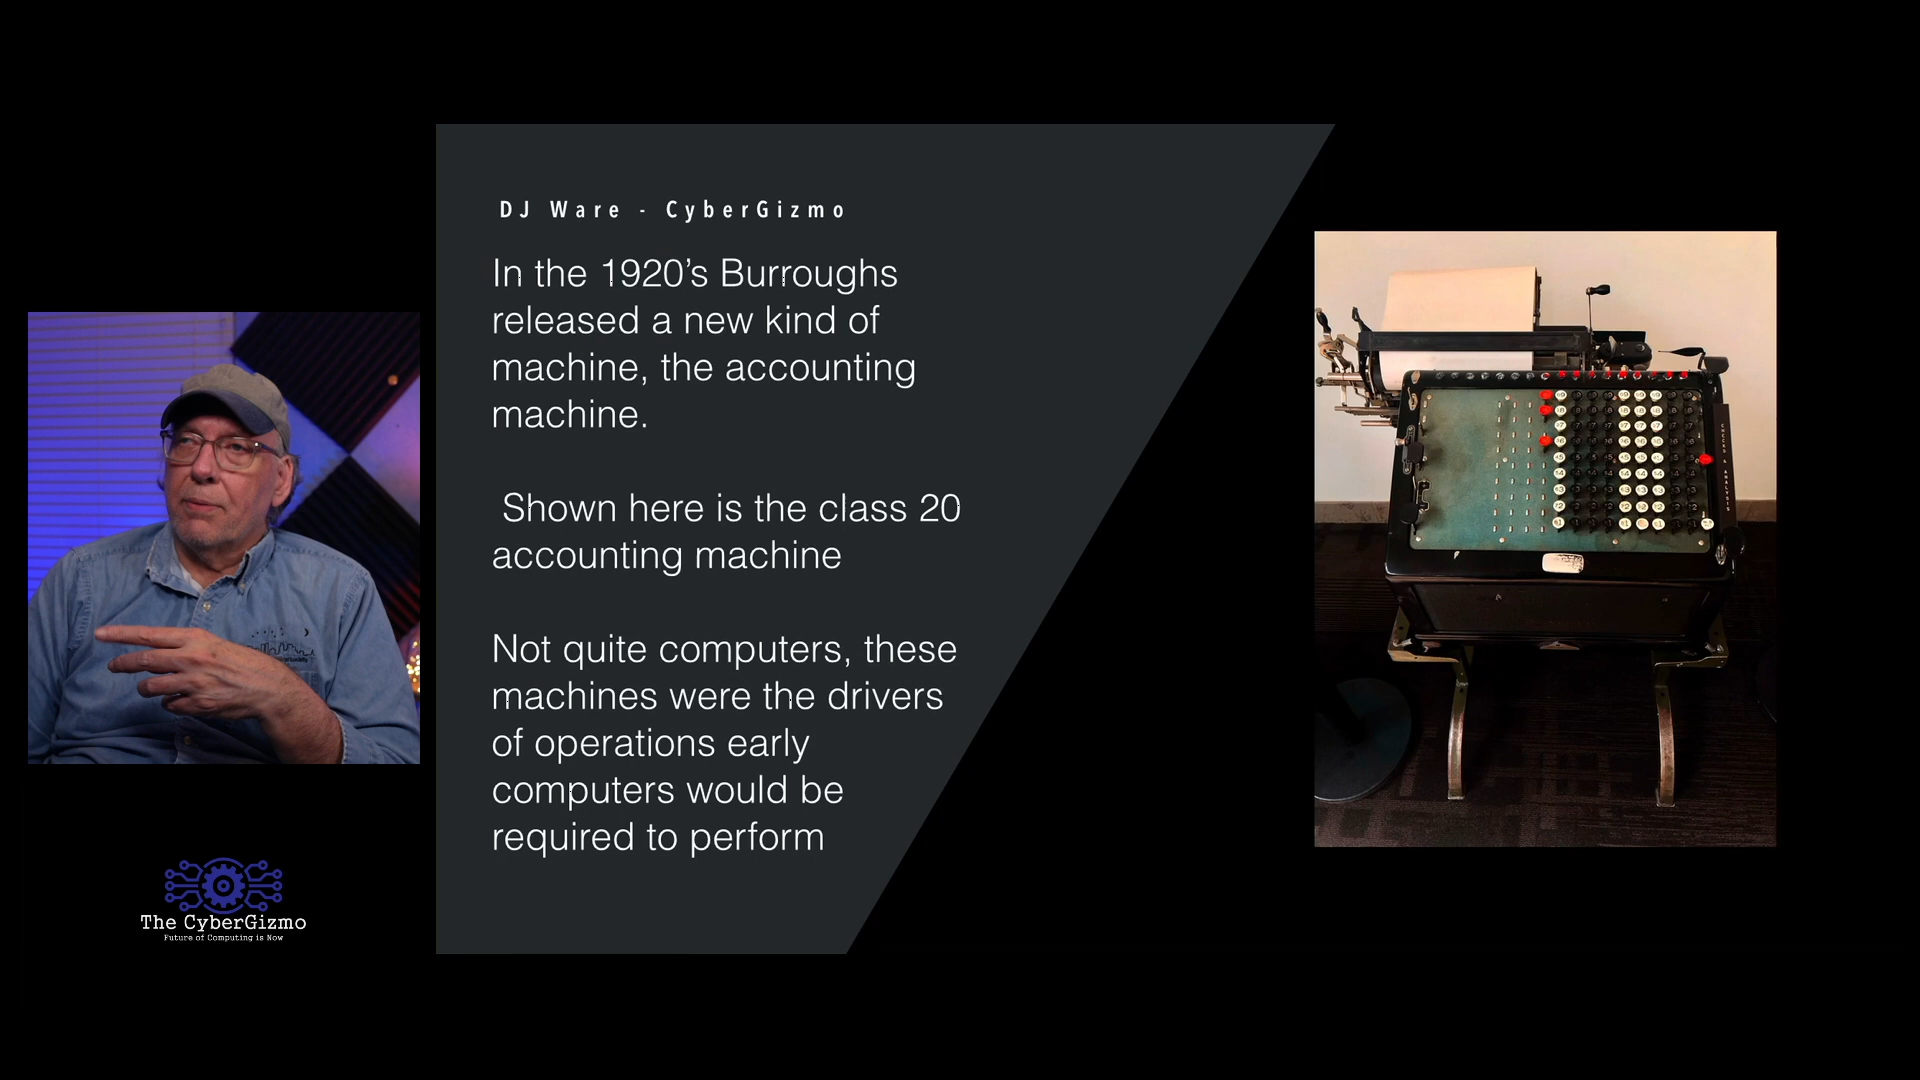 DJ Ware - CyberGizmo
In the 1920’s Burroughs
released a new kind of
machine, the accounting
machine.
Shown here is the class 20
accounting machine
Not quite computers, these
machines were the drivers
of operations early
computers would be
required to perform
The CyberGizmo
Future of Computing is Now